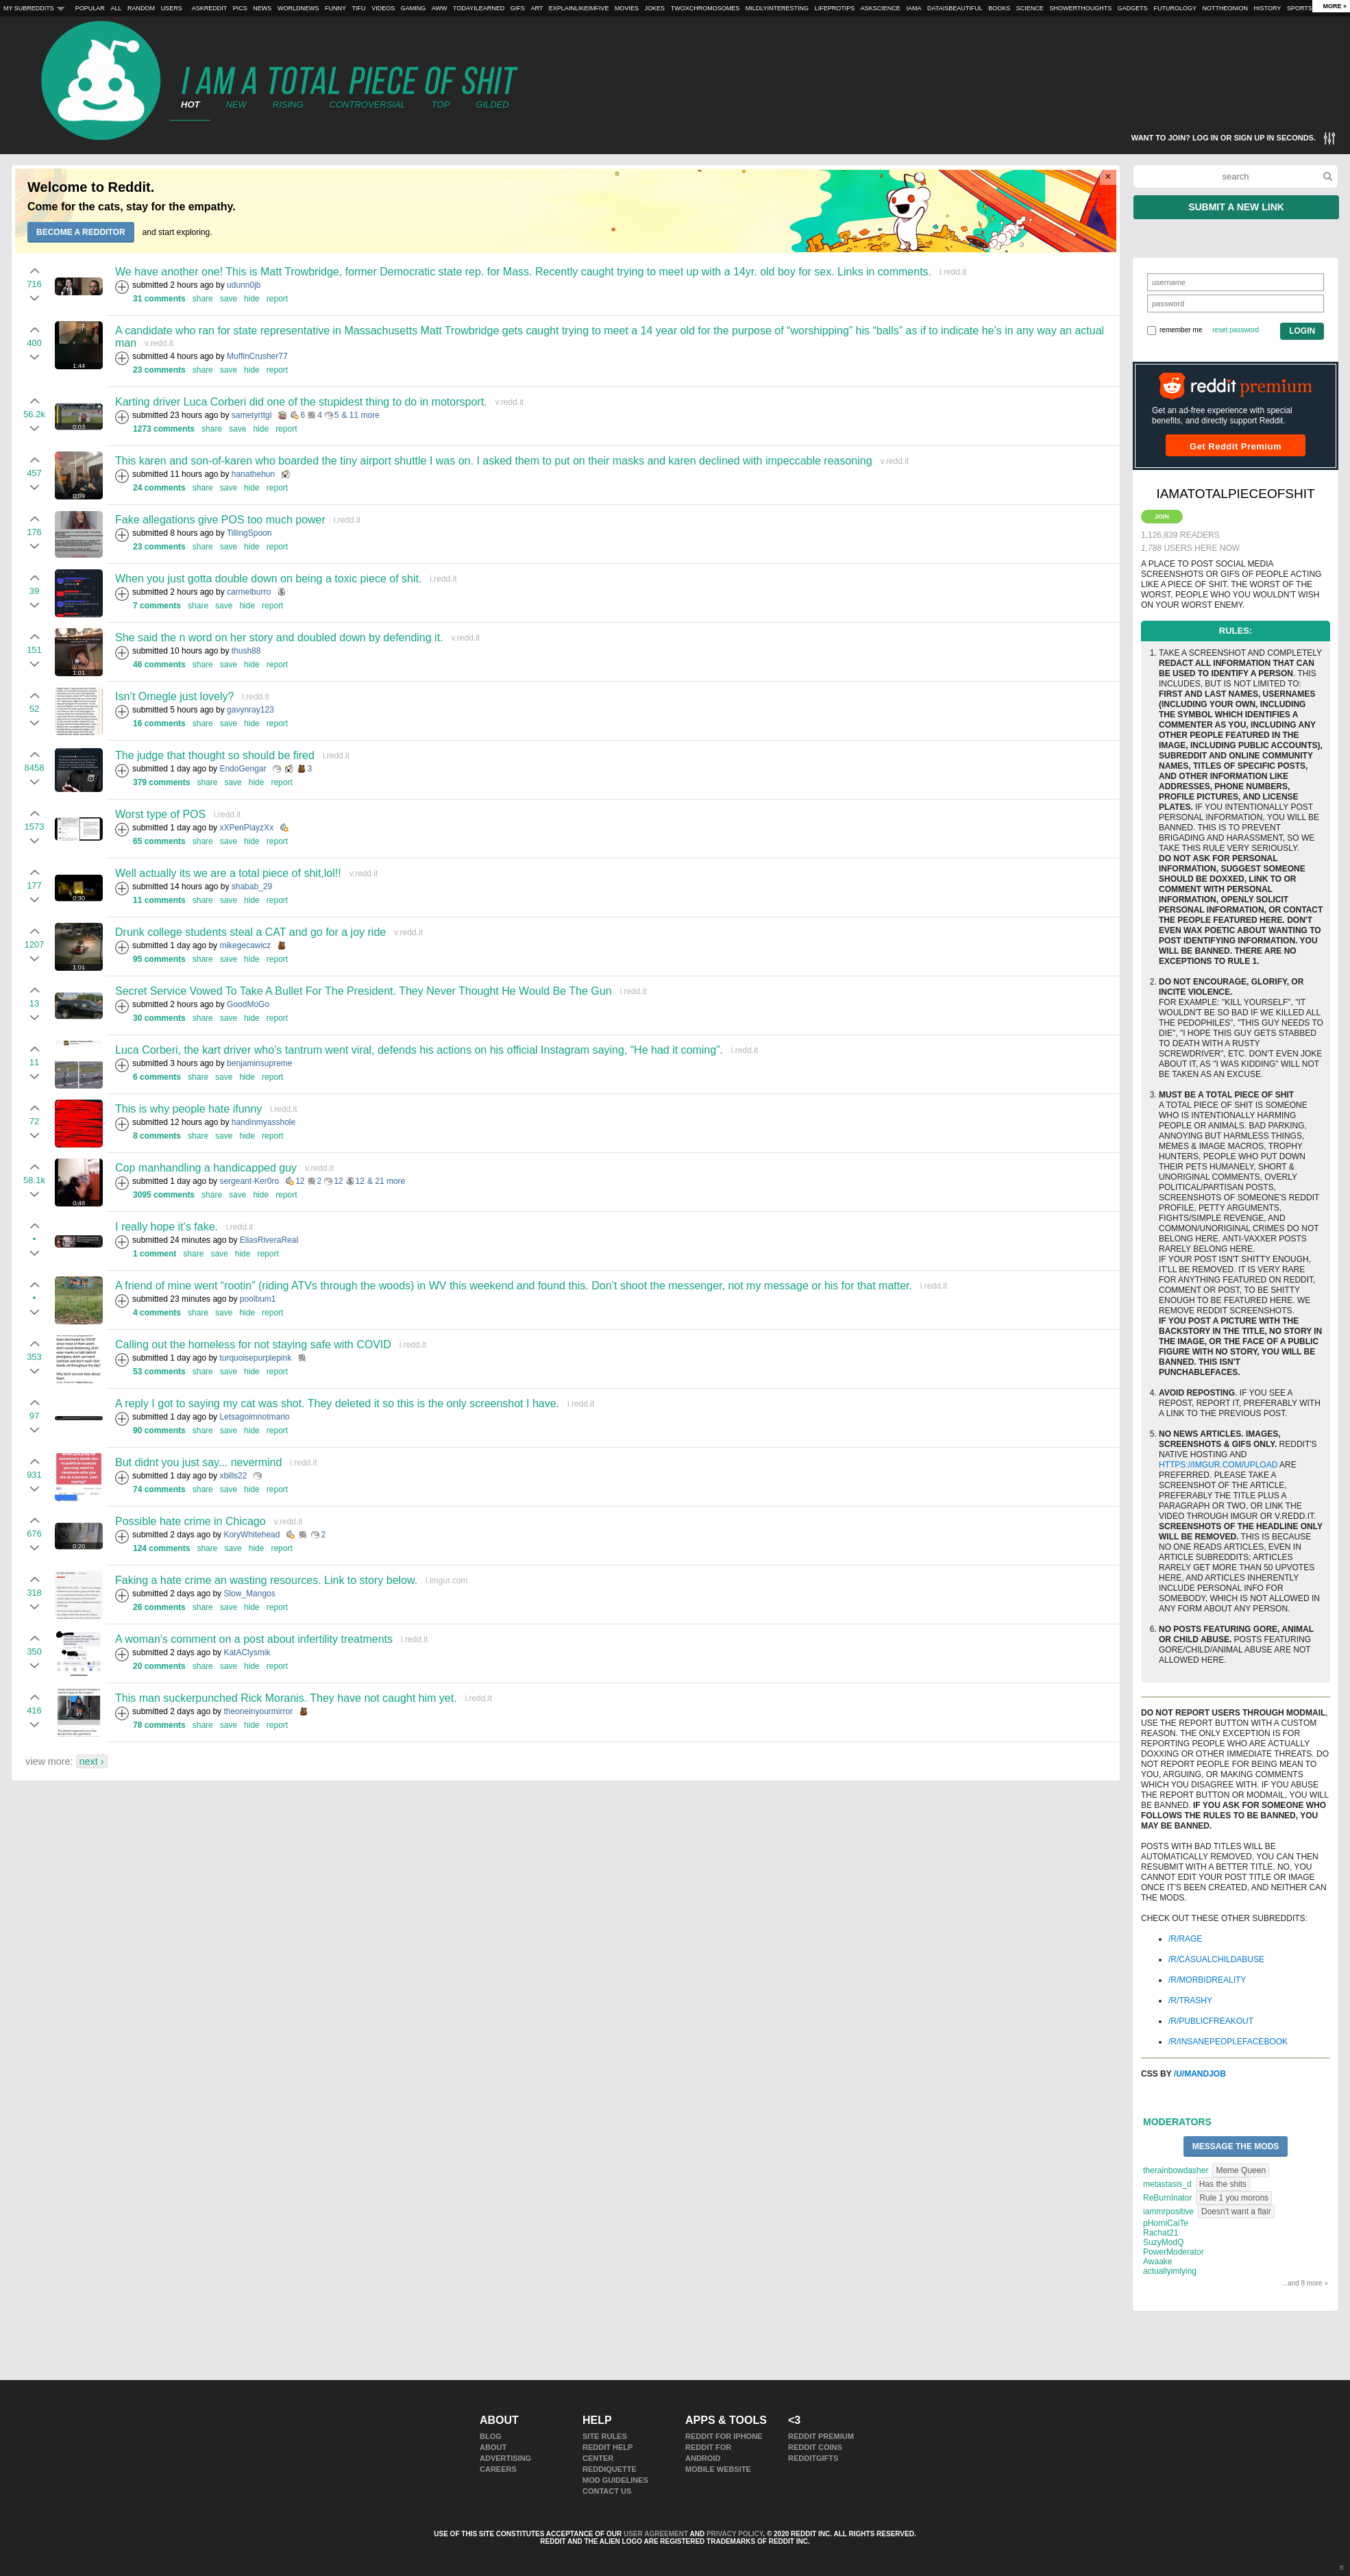 MY SUBREDDITS POPULAR ALL RANDOM USERS ASKREDDIT PICS NEWS WORLDNEWS FUNNY TIFU VIDEOS GAMING AWW TODAYILEARNED GIFS ART EXPLAINLIKEIMFIVE MOVIES JOKES TWOXCHROMOSOMES MILDLYINTERESTING LIFEPROTIPS ASKSCIENCE IAMA DATAISBEAUTIFUL BOOKS SCIENCE SHOWERTHOUGHTS GADGETS FUTUROLOGY NOTTHEONION HISTORY SPORTS MORE »
I AM A TOTAL PIECE OF SHIT
HOT NEW RISING CONTROVERSIAL TOP GILDED
WANT TO JOIN? LOG IN OR SIGN UP IN SECONDS.
Welcome to Reddit.
Come for the cats, stay for the empathy.
BECOME A REDDITOR and start exploring.
×
We have another one! This is Matt Trowbridge, former Democratic state rep. for Mass. Recently caught trying to meet up with a 14yr. old boy for sex. Links in comments. i.redd.it
716
submitted 2 hours ago by udunn0jb
31 comments share save hide report
A candidate who ran for state representative in Massachusetts Matt Trowbridge gets caught trying to meet a 14 year old for the purpose of “worshipping” his “balls” as if to indicate he’s in any way an actual
man v.redd.it
400
submitted 4 hours ago by MuffinCrusher77
1:44
23 comments share save hide report
Karting driver Luca Corberi did one of the stupidest thing to do in motorsport. v.redd.it
56.2k
submitted 23 hours ago by sametyrttgl 6 4 5 & 11 more
0:03
1273 comments share save hide report
This karen and son-of-karen who boarded the tiny airport shuttle I was on. I asked them to put on their masks and karen declined with impeccable reasoning v.redd.it
457
submitted 11 hours ago by hanathehun
0:09
24 comments share save hide report
Fake allegations give POS too much power i.redd.it
176
submitted 8 hours ago by TillingSpoon
23 comments share save hide report
When you just gotta double down on being a toxic piece of shit. i.redd.it
39
submitted 2 hours ago by carmelburro
7 comments share save hide report
She said the n word on her story and doubled down by defending it. v.redd.it
151
submitted 10 hours ago by thush88
1:01
46 comments share save hide report
Isn’t Omegle just lovely? i.redd.it
52
submitted 5 hours ago by gavynray123
16 comments share save hide report
The judge that thought so should be fired i.redd.it
8458
submitted 1 day ago by EndoGengar 3
379 comments share save hide report
Worst type of POS i.redd.it
1573
submitted 1 day ago by xXPenPlayzXx
65 comments share save hide report
Well actually its we are a total piece of shit,lol!! v.redd.it
177
submitted 14 hours ago by shabab_29
0:30
11 comments share save hide report
Drunk college students steal a CAT and go for a joy ride v.redd.it
1207
submitted 1 day ago by mikegecawicz
1:01
95 comments share save hide report
Secret Service Vowed To Take A Bullet For The President. They Never Thought He Would Be The Gun i.redd.it
13
submitted 2 hours ago by GoodMoGo
30 comments share save hide report
Luca Corberi, the kart driver who’s tantrum went viral, defends his actions on his official Instagram saying, “He had it coming”. i.redd.it
11
submitted 3 hours ago by benjaminsupreme
6 comments share save hide report
This is why people hate ifunny i.redd.it
72
submitted 12 hours ago by handinmyasshole
8 comments share save hide report
Cop manhandling a handicapped guy v.redd.it
58.1k
submitted 1 day ago by sergeant-Ker0ro 12 2 12 12 & 21 more
0:48
3095 comments share save hide report
I really hope it’s fake. i.redd.it
•
submitted 24 minutes ago by EliasRiveraReal
1 comment share save hide report
A friend of mine went “rootin” (riding ATVs through the woods) in WV this weekend and found this. Don’t shoot the messenger, not my message or his for that matter. i.redd.it
•
submitted 23 minutes ago by poolbum1
4 comments share save hide report
Calling out the homeless for not staying safe with COVID i.redd.it
353
submitted 1 day ago by turquoisepurplepink
53 comments share save hide report
A reply I got to saying my cat was shot. They deleted it so this is the only screenshot I have. i.redd.it
97
submitted 1 day ago by Letsagoimnotmario
90 comments share save hide report
But didnt you just say... nevermind i.redd.it
931
submitted 1 day ago by xbills22
74 comments share save hide report
Possible hate crime in Chicago v.redd.it
676
submitted 2 days ago by KoryWhitehead 2
0:20
124 comments share save hide report
Faking a hate crime an wasting resources. Link to story below. i.imgur.com
318
submitted 2 days ago by Slow_Mangos
26 comments share save hide report
A woman's comment on a post about infertility treatments i.redd.it
350
submitted 2 days ago by KatAClysmik
20 comments share save hide report
This man suckerpunched Rick Moranis. They have not caught him yet. i.redd.it
416
submitted 2 days ago by theoneinyourmirror
78 comments share save hide report
view more: next ›
search
SUBMIT A NEW LINK
username
password
remember me reset password LOGIN
reddit premium
Get an ad-free experience with special
benefits, and directly support Reddit.
Get Reddit Premium
IAMATOTALPIECEOFSHIT
JOIN
1,126,839 READERS
1,788 USERS HERE NOW
A PLACE TO POST SOCIAL MEDIA
SCREENSHOTS OR GIFS OF PEOPLE ACTING
LIKE A PIECE OF SHIT. THE WORST OF THE
WORST, PEOPLE WHO YOU WOULDN'T WISH
ON YOUR WORST ENEMY.
RULES:
1. TAKE A SCREENSHOT AND COMPLETELY
REDACT ALL INFORMATION THAT CAN
BE USED TO IDENTIFY A PERSON. THIS
INCLUDES, BUT IS NOT LIMITED TO:
FIRST AND LAST NAMES, USERNAMES
(INCLUDING YOUR OWN, INCLUDING
THE SYMBOL WHICH IDENTIFIES A
COMMENTER AS YOU, INCLUDING ANY
OTHER PEOPLE FEATURED IN THE
IMAGE, INCLUDING PUBLIC ACCOUNTS),
SUBREDDIT AND ONLINE COMMUNITY
NAMES, TITLES OF SPECIFIC POSTS,
AND OTHER INFORMATION LIKE
ADDRESSES, PHONE NUMBERS,
PROFILE PICTURES, AND LICENSE
PLATES. IF YOU INTENTIONALLY POST
PERSONAL INFORMATION, YOU WILL BE
BANNED. THIS IS TO PREVENT
BRIGADING AND HARASSMENT, SO WE
TAKE THIS RULE VERY SERIOUSLY.
DO NOT ASK FOR PERSONAL
INFORMATION, SUGGEST SOMEONE
SHOULD BE DOXXED, LINK TO OR
COMMENT WITH PERSONAL
INFORMATION, OPENLY SOLICIT
PERSONAL INFORMATION, OR CONTACT
THE PEOPLE FEATURED HERE. DON'T
EVEN WAX POETIC ABOUT WANTING TO
POST IDENTIFYING INFORMATION. YOU
WILL BE BANNED. THERE ARE NO
EXCEPTIONS TO RULE 1.
2. DO NOT ENCOURAGE, GLORIFY, OR
INCITE VIOLENCE.
FOR EXAMPLE: "KILL YOURSELF", "IT
WOULDN'T BE SO BAD IF WE KILLED ALL
THE PEDOPHILES", "THIS GUY NEEDS TO
DIE", "I HOPE THIS GUY GETS STABBED
TO DEATH WITH A RUSTY
SCREWDRIVER", ETC. DON'T EVEN JOKE
ABOUT IT, AS "I WAS KIDDING" WILL NOT
BE TAKEN AS AN EXCUSE.
3. MUST BE A TOTAL PIECE OF SHIT
A TOTAL PIECE OF SHIT IS SOMEONE
WHO IS INTENTIONALLY HARMING
PEOPLE OR ANIMALS. BAD PARKING,
ANNOYING BUT HARMLESS THINGS,
MEMES & IMAGE MACROS, TROPHY
HUNTERS, PEOPLE WHO PUT DOWN
THEIR PETS HUMANELY, SHORT &
UNORIGINAL COMMENTS, OVERLY
POLITICAL/PARTISAN POSTS,
SCREENSHOTS OF SOMEONE'S REDDIT
PROFILE, PETTY ARGUMENTS,
FIGHTS/SIMPLE REVENGE, AND
COMMON/UNORIGINAL CRIMES DO NOT
BELONG HERE. ANTI-VAXXER POSTS
RARELY BELONG HERE.
IF YOUR POST ISN'T SHITTY ENOUGH,
IT'LL BE REMOVED. IT IS VERY RARE
FOR ANYTHING FEATURED ON REDDIT,
COMMENT OR POST, TO BE SHITTY
ENOUGH TO BE FEATURED HERE. WE
REMOVE REDDIT SCREENSHOTS.
IF YOU POST A PICTURE WITH THE
BACKSTORY IN THE TITLE, NO STORY IN
THE IMAGE, OR THE FACE OF A PUBLIC
FIGURE WITH NO STORY, YOU WILL BE
BANNED. THIS ISN'T
PUNCHABLEFACES.
4. AVOID REPOSTING. IF YOU SEE A
REPOST, REPORT IT, PREFERABLY WITH
A LINK TO THE PREVIOUS POST.
5. NO NEWS ARTICLES. IMAGES,
SCREENSHOTS & GIFS ONLY. REDDIT'S
NATIVE HOSTING AND
HTTPS://IMGUR.COM/UPLOAD ARE
PREFERRED. PLEASE TAKE A
SCREENSHOT OF THE ARTICLE,
PREFERABLY THE TITLE PLUS A
PARAGRAPH OR TWO, OR LINK THE
VIDEO THROUGH IMGUR OR V.REDD.IT.
SCREENSHOTS OF THE HEADLINE ONLY
WILL BE REMOVED. THIS IS BECAUSE
NO ONE READS ARTICLES, EVEN IN
ARTICLE SUBREDDITS; ARTICLES
RARELY GET MORE THAN 50 UPVOTES
HERE, AND ARTICLES INHERENTLY
INCLUDE PERSONAL INFO FOR
SOMEBODY, WHICH IS NOT ALLOWED IN
ANY FORM ABOUT ANY PERSON.
6. NO POSTS FEATURING GORE, ANIMAL
OR CHILD ABUSE. POSTS FEATURING
GORE/CHILD/ANIMAL ABUSE ARE NOT
ALLOWED HERE.
DO NOT REPORT USERS THROUGH MODMAIL,
USE THE REPORT BUTTON WITH A CUSTOM
REASON. THE ONLY EXCEPTION IS FOR
REPORTING PEOPLE WHO ARE ACTUALLY
DOXXING OR OTHER IMMEDIATE THREATS. DO
NOT REPORT PEOPLE FOR BEING MEAN TO
YOU, ARGUING, OR MAKING COMMENTS
WHICH YOU DISAGREE WITH. IF YOU ABUSE
THE REPORT BUTTON OR MODMAIL, YOU WILL
BE BANNED. IF YOU ASK FOR SOMEONE WHO
FOLLOWS THE RULES TO BE BANNED, YOU
MAY BE BANNED.
POSTS WITH BAD TITLES WILL BE
AUTOMATICALLY REMOVED, YOU CAN THEN
RESUBMIT WITH A BETTER TITLE. NO, YOU
CANNOT EDIT YOUR POST TITLE OR IMAGE
ONCE IT'S BEEN CREATED, AND NEITHER CAN
THE MODS.
CHECK OUT THESE OTHER SUBREDDITS:
• /R/RAGE
• /R/CASUALCHILDABUSE
• /R/MORBIDREALITY
• /R/TRASHY
• /R/PUBLICFREAKOUT
• /R/INSANEPEOPLEFACEBOOK
CSS BY /U/MANDJOB
MODERATORS
MESSAGE THE MODS
therainbowdasher Meme Queen
metastasis_d Has the shits
ReBurnInator Rule 1 you morons
iammrpositive Doesn't want a flair
pHorniCaiTe
Rachat21
SuzyModQ
PowerModerator
Awaake
actuallyimlying
...and 8 more »
ABOUT
BLOG
ABOUT
ADVERTISING
CAREERS
HELP
SITE RULES
REDDIT HELP
CENTER
REDDIQUETTE
MOD GUIDELINES
CONTACT US
APPS & TOOLS
REDDIT FOR IPHONE
REDDIT FOR
ANDROID
MOBILE WEBSITE
<3
REDDIT PREMIUM
REDDIT COINS
REDDITGIFTS
USE OF THIS SITE CONSTITUTES ACCEPTANCE OF OUR USER AGREEMENT AND PRIVACY POLICY. © 2020 REDDIT INC. ALL RIGHTS RESERVED.
REDDIT AND THE ALIEN LOGO ARE REGISTERED TRADEMARKS OF REDDIT INC.